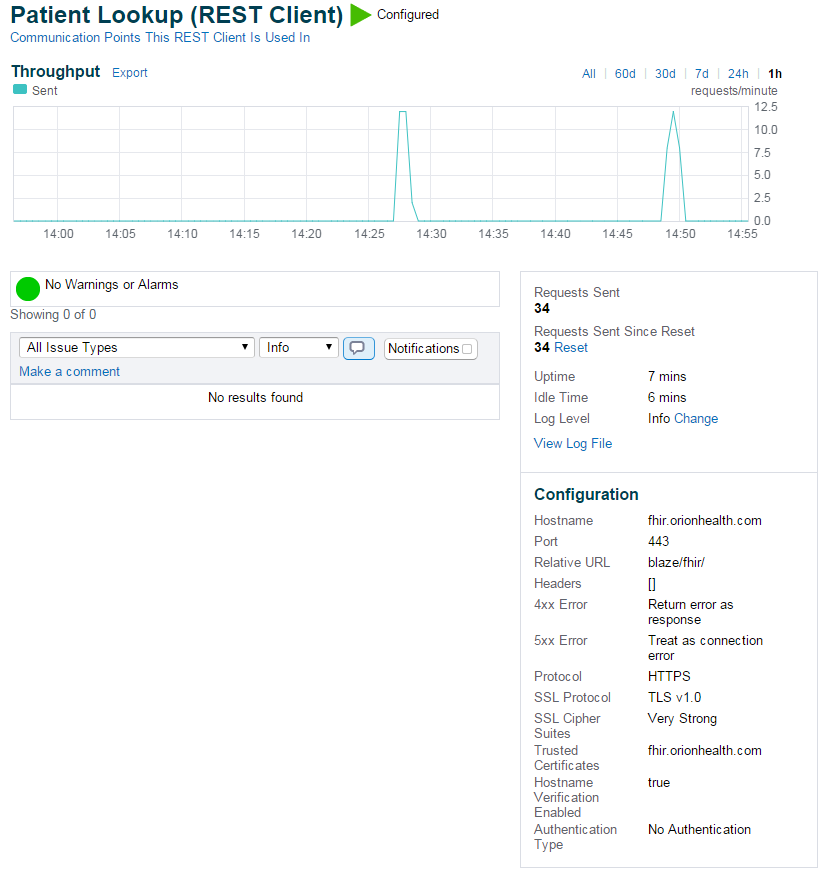 Patient Lookup (REST Client) Configured
Communication Points This REST Client Is Used In
Throughput Export All 60d 30d 7d 24h 1h
Sent requests/minute
12.5
10.0
7.5
5.0
2.5
0.0
14:00 14:05 14:10 14:15 14:20 14:25 14:30 14:35 14:40 14:45 14:50 14:55
No Warnings or Alarms
Showing 0 of 0
All Issue Types Info Notifications
Make a comment
No results found
Requests Sent
34
Requests Sent Since Reset
34 Reset
Uptime 7 mins
Idle Time 6 mins
Log Level Info Change
View Log File
Configuration
Hostname fhir.orionhealth.com
Port 443
Relative URL blaze/fhir/
Headers []
4xx Error Return error as
response
5xx Error Treat as connection
error
Protocol HTTPS
SSL Protocol TLS v1.0
SSL Cipher Very Strong
Suites
Trusted fhir.orionhealth.com
Certificates
Hostname true
Verification
Enabled
Authentication No Authentication
Type